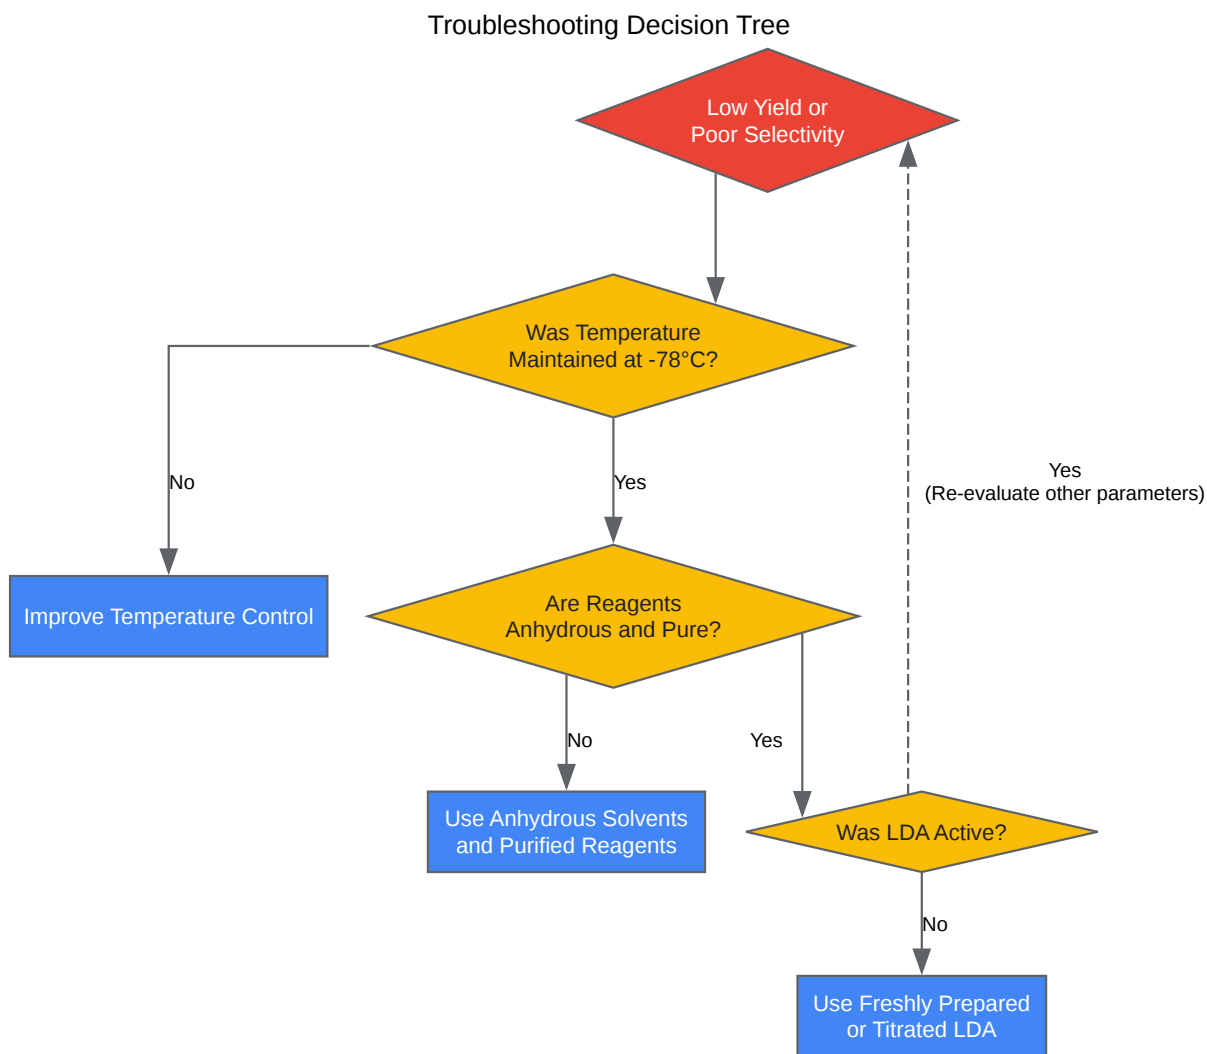 Troubleshooting Decision Tree
Low Yield or
Poor Selectivity
Was Temperature
Maintained at -78°C?
No
Yes
Yes
(Re-evaluate other parameters)
Improve Temperature Control
Are Reagents
Anhydrous and Pure?
No
Yes
Use Anhydrous Solvents
and Purified Reagents
Was LDA Active?
No
Use Freshly Prepared
or Titrated LDA